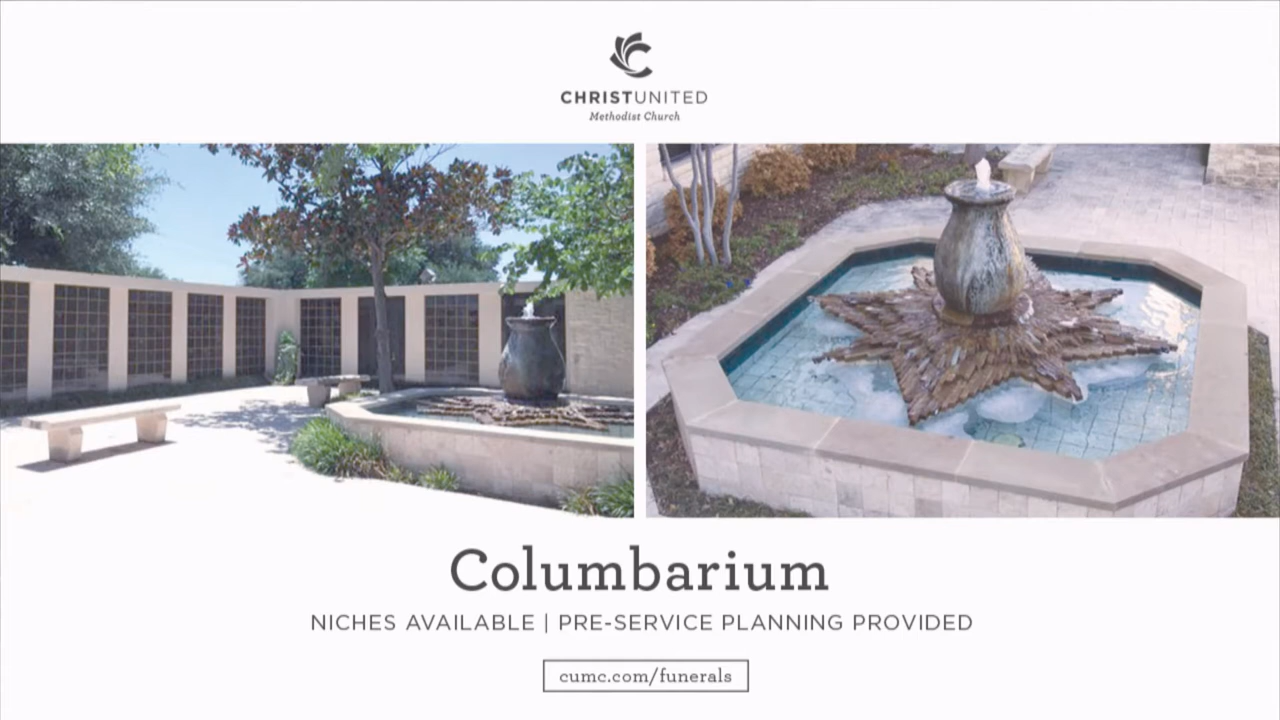 CHRISTUNITED
Methodist Church
Columbarium
NICHES AVAILABLE | PRE-SERVICE PLANNING PROVIDED
cumc.com/funerals